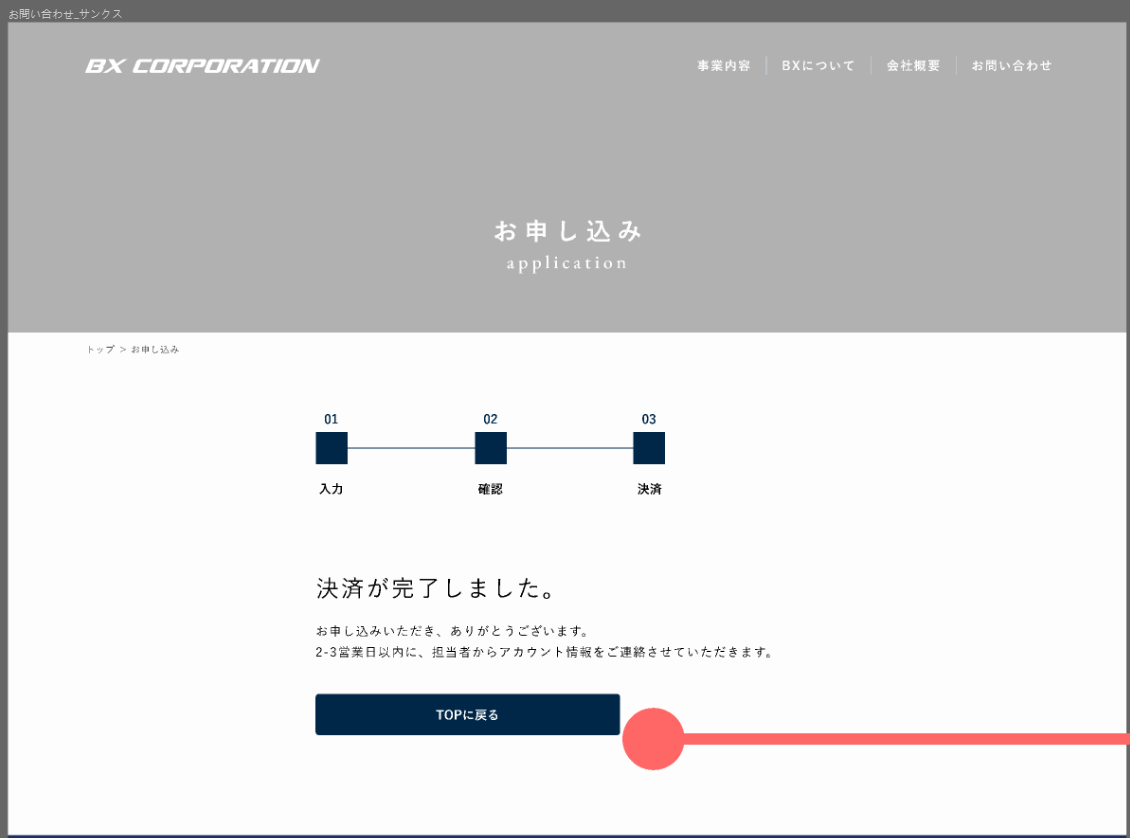 お問い合わせ_サンクス
BX CORPORATION
事業内容
BXについて
会社概要
お問い合わせ
お申し込み
application
トップ > お申し込み
01
02
03
入力
確認
決済
決済が完了しました。
お申し込みいただき、ありがとうございます。
2-3営業日以内に、担当者からアカウント情報をご連絡させていただきます。
TOPに戻る